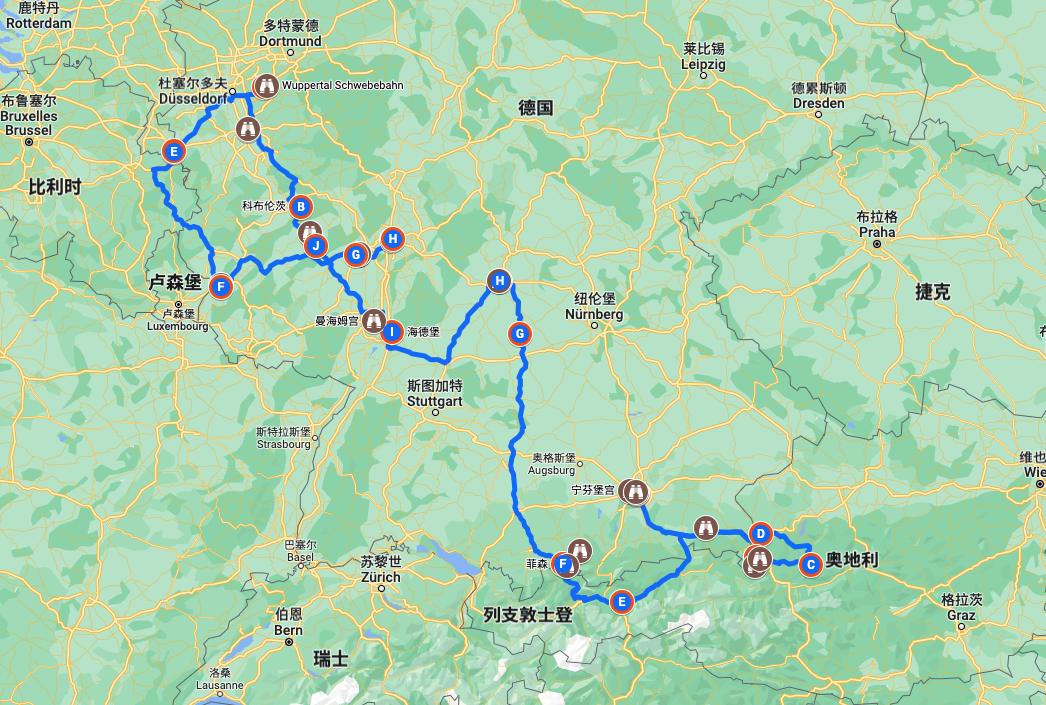 鹿特丹
Rotterdam
多特蒙德
Dortmund
莱比锡
Leipzig
杜塞尔多夫
Düsseldorf
Wuppertal Schwebebahn
德累斯顿
Dresden
布鲁塞尔
Bruxelles
Brussel
德国
E
比利时
科布伦茨
B
布拉格
Praha
J
G
H
卢森堡
F
卢森堡
Luxembourg
H
捷克
纽伦堡
Nürnberg
曼海姆宫
I
海德堡
G
斯图加特
Stuttgart
斯特拉斯堡
Strasbourg
奥格斯堡
Augsburg
维也
Wie
宁芬堡宫
D
巴塞尔
Basel
苏黎世
Zürich
菲森
F
C
奥地利
E
列支敦士登
格拉茨
Graz
伯恩
Bern
瑞士
洛桑
Lausanne